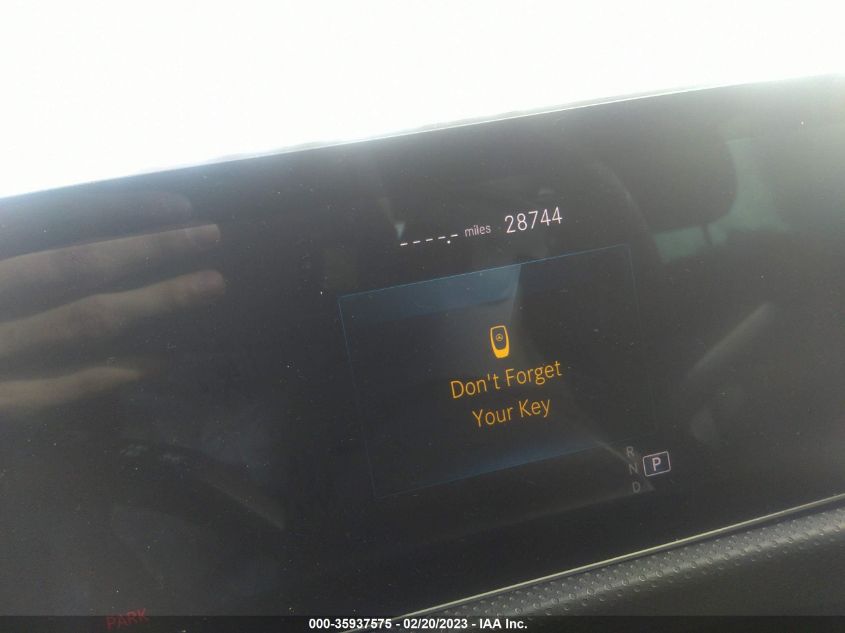 ----.- miles 28744
Don't Forget
Your Key
R
N P
D
PARK
000-35937575 - 02/20/2023 - IAA Inc.